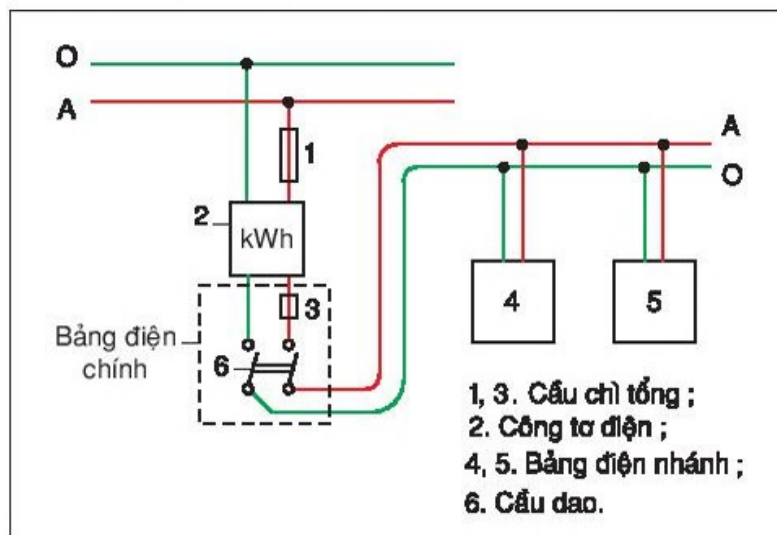 O
A
1
2
kWh
3
Bảng điện
chính
6
A
O
4
5
1, 3. Cầu chì tổng ;
2. Công tơ điện ;
4, 5. Bảng điện nhánh ;
6. Cầu dao.